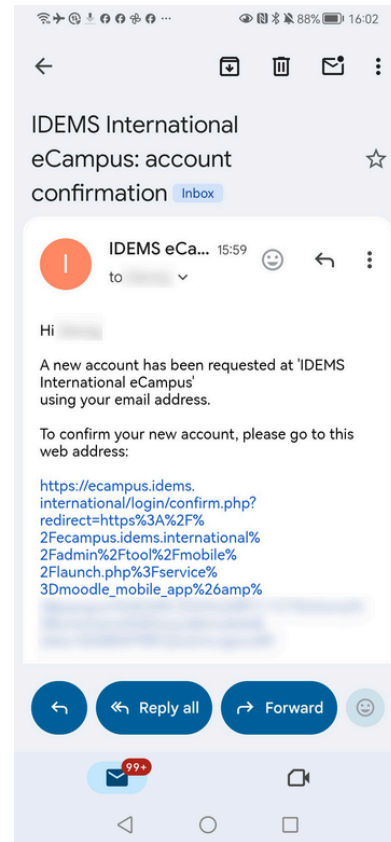 88% 16:02
IDEMS International
eCampus: account
confirmation Inbox
I
IDEMS eCa... 15:59
to
Hi
A new account has been requested at 'IDEMS
International eCampus'
using your email address.
To confirm your new account, please go to this
web address:
https://ecampus.idems.
international/login/confirm.php?
redirect=https%3A%2F%
2Fecampus.idems.international%
2Fadmin%2Ftool%2Fmobile%
2Flaunch.php%3Fservice%
3Dmoodle_mobile_app%26amp%
Reply all Forward
99+